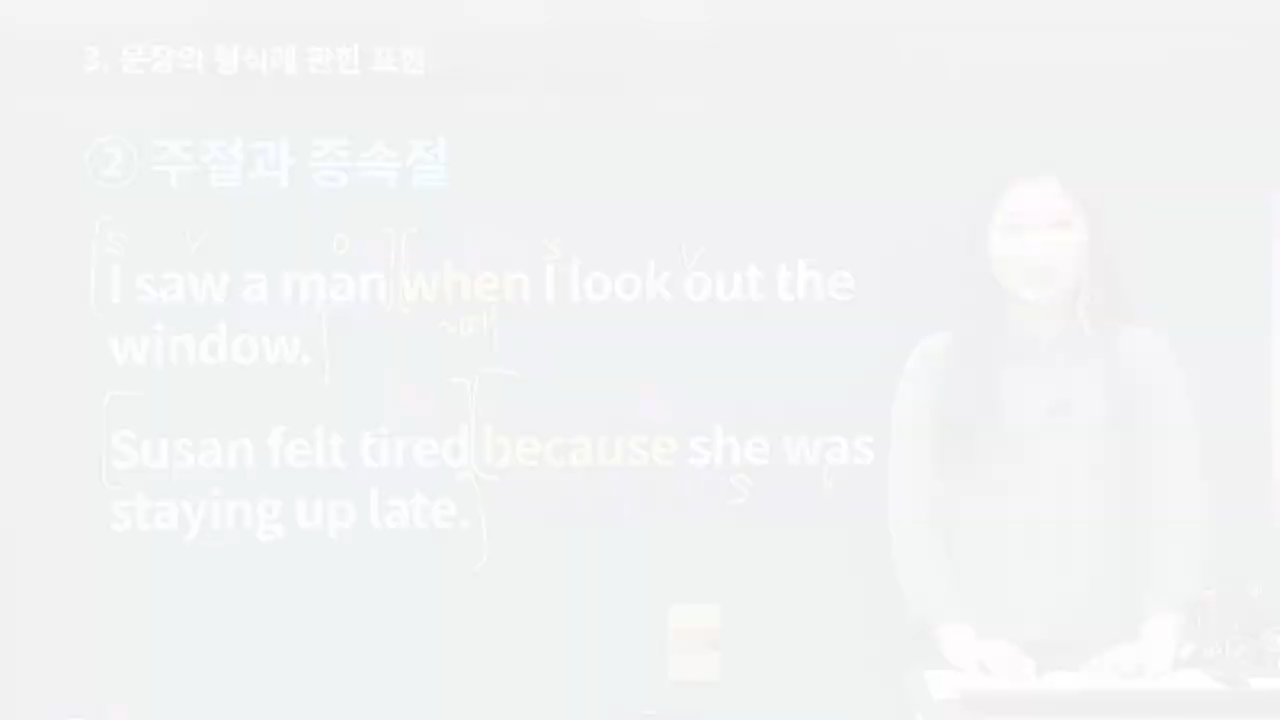 3. 문장의 형식에 관한 표현
② 주절과 종속절
S V O S V
I saw a man when I look out the
~때
window.
Susan felt tired because she was
S V
staying up late.